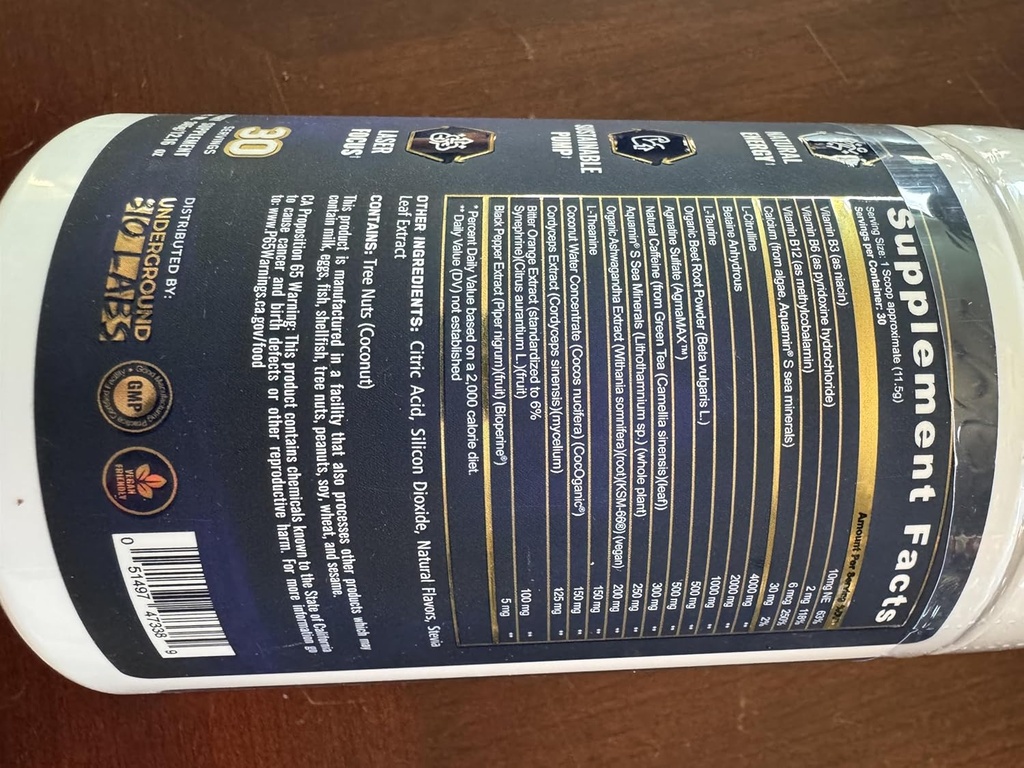 Supplement Facts
Serving Size: 1 Scoop approximate (11.5g)
Servings per Container: 30
Amount Per Serving
Vitamin B3 (as niacin) 10mg NE 63%
Vitamin B6 (as pyridoxine hydrochloride) 2 mg 118%
Vitamin B12 (as methylcobalamin) 6 mcg 250%
Calcium (from algae, Aquamin® S sea minerals) 30 mg 2%
L-Citrulline 4000 mg **
Betaine Anhydrous 2000 mg **
L-Taurine 1000 mg **
Organic Beet Root Powder (Beta vulgaris L.) 500 mg **
Agmatine Sulfate (AgmaMAX™) 500 mg **
Natural Caffeine (from Green Tea (Camellia sinensis)(leaf)) 300 mg **
Aquamin® S Sea Minerals (Lithothamnium sp.) (whole plant) 250 mg **
Organic Ashwagandha Extract (Withania somnifera)(root)(KSM-66®) (vegan) 200 mg **
L-Theanine 150 mg **
Coconut Water Concentrate (Cocos nucifera) (CocOganic®) 150 mg **
Cordyceps Extract (Cordyceps sinensis)(mycelium) 125 mg **
Bitter Orange Extract (standardized to 6%
Synephrine)(Citrus aurantium L.)(fruit) 100 mg **
Black Pepper Extract (Piper nigrum)(fruit) (Bioperine®) 5 mg **
*Percent Daily Value based on a 2,000 calorie diet.
**Daily Value (DV) not established
OTHER INGREDIENTS: Citric Acid, Silicon Dioxide, Natural Flavors, Stevia
Leaf Extract
CONTAINS: Tree Nuts (Coconut)
This product is manufactured in a facility that also processes other products which may
contain milk, eggs, fish, shellfish, tree nuts, peanuts, soy, wheat, and sesame.
CA Proposition 65 Warning: This product contains chemicals known to the State of California
to cause cancer and birth defects or other reproductive harm. For more information go
to: www.P65Warnings.ca.gov/food
NATURAL
ENERGY†
SUSTAINABLE
PUMP†
LASER
FOCUS†
30
SERVINGS
SUPPLEMENT
DISTRIBUTED BY:
UNDERGROUND
BIO LABS
Good Manufacturing Practice
GMP
Certified Facility
VEGAN
FRIENDLY
0 51497 47338 9